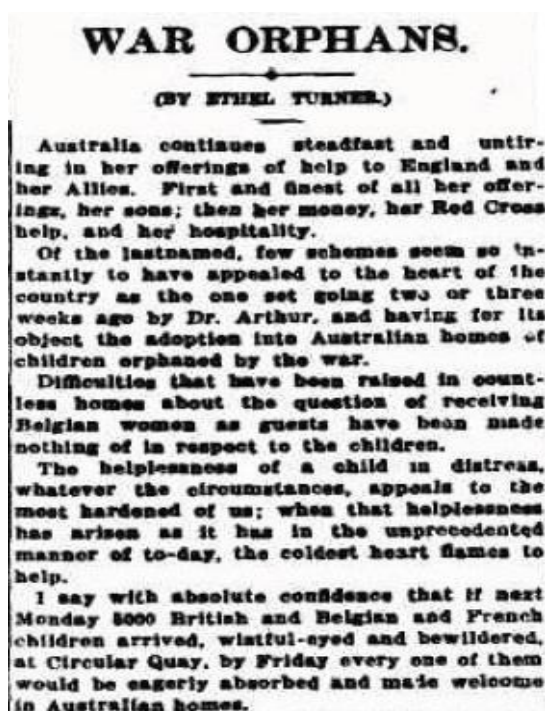 WAR ORPHANS.
(BY ETHEL TURNER.)
Australia continues steadfast and untir-
ing in her offerings of help to England and
her Allies. First and finest of all her offer-
ings, her sons; then her money, her Red Cross
help, and her hospitality.
Of the lastnamed, few schemes seem so in-
stantly to have appealed to the heart of the
country as the one set going two or three
weeks ago by Dr. Arthur, and having for its
object the adoption into Australian homes of
children orphaned by the war.
Difficulties that have been raised in count-
less homes about the question of receiving
Belgian women as guests have been made
nothing of in respect to the children.
The helplessness of a child in distress,
whatever the circumstances, appeals to the
most hardened of us; when that helplessness
has arisen as it has in the unprecedented
manner of to-day, the coldest heart flames to
help.
I say with absolute confidence that if next
Monday 5000 British and Belgian and French
children arrived, wistful-eyed and bewildered,
at Circular Quay, by Friday every one of them
would be eagerly absorbed and made welcome
in Australian homes.